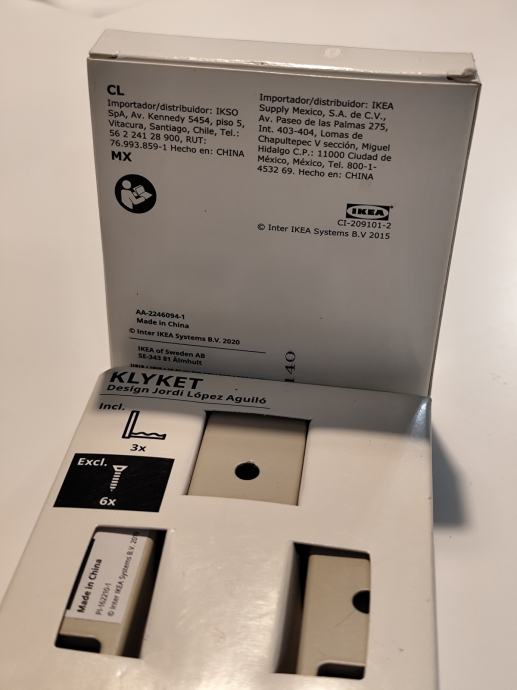 CL
Importador/distribuidor: IKSO
SpA, Av. Kennedy 5454, piso 5,
Vitacura, Santiago, Chile, Tel.:
56 2 241 28 900, RUT:
76.993.859-1 Hecho en: CHINA
MX
Importador/distribuidor: IKEA
Supply Mexico, S.A. de C.V.,
Av. Paseo de las Palmas 275,
Int. 403-404, Lomas de
Chapultepec V sección, Miguel
Hidalgo C.P.: 11000 Ciudad de
México, México, Tel. 800-1-
4532 69. Hecho en: CHINA
IKEA
CI-209101-2
© Inter IKEA Systems B.V 2015
AA-2246094-1
Made in China
© Inter IKEA Systems B.V. 2020
IKEA of Sweden AB
SE-343 81 Älmhult
140
KLYKET
Design Jordi López Aguiló
Incl.
3x
Excl.
6x
Made in China
PI-162210-1
© Inter IKEA Systems B.V. 201